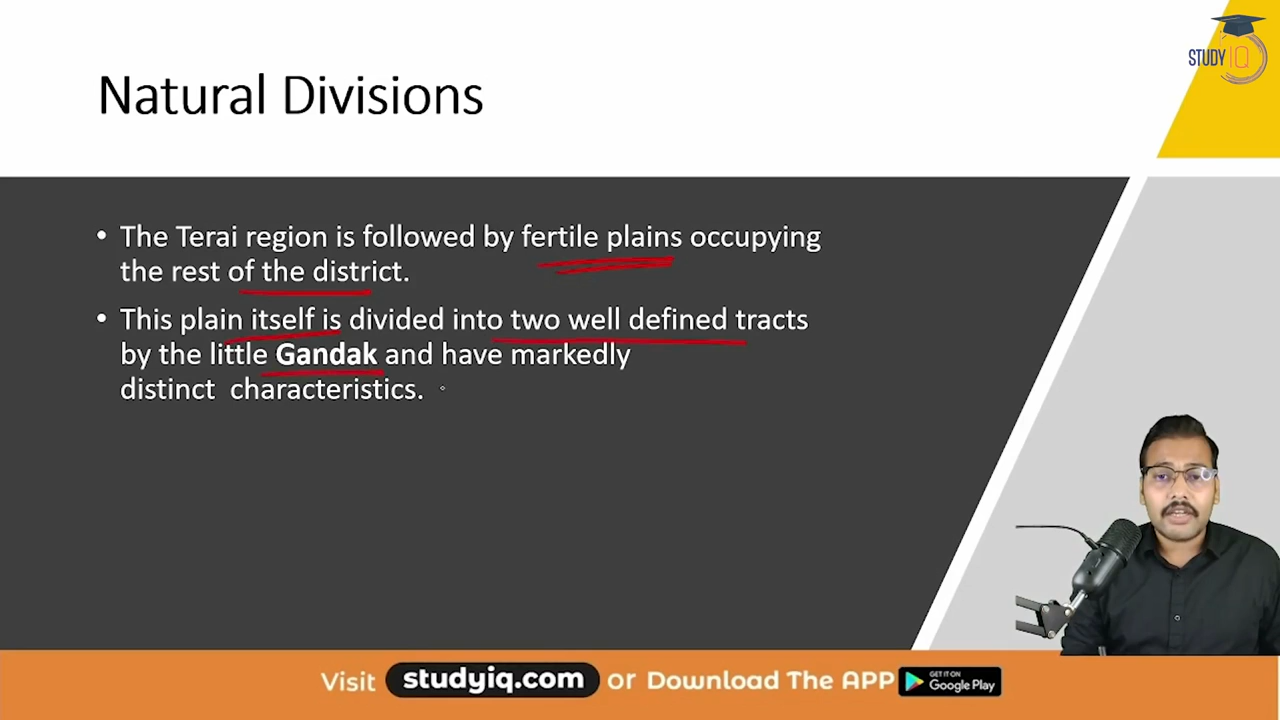 STUDY IQ
Natural Divisions
• The Terai region is followed by fertile plains occupying
the rest of the district.
• This plain itself is divided into two well defined tracts
by the little Gandak and have markedly
distinct characteristics.
Visit studyiq.com or Download The APP GET IT ON Google Play